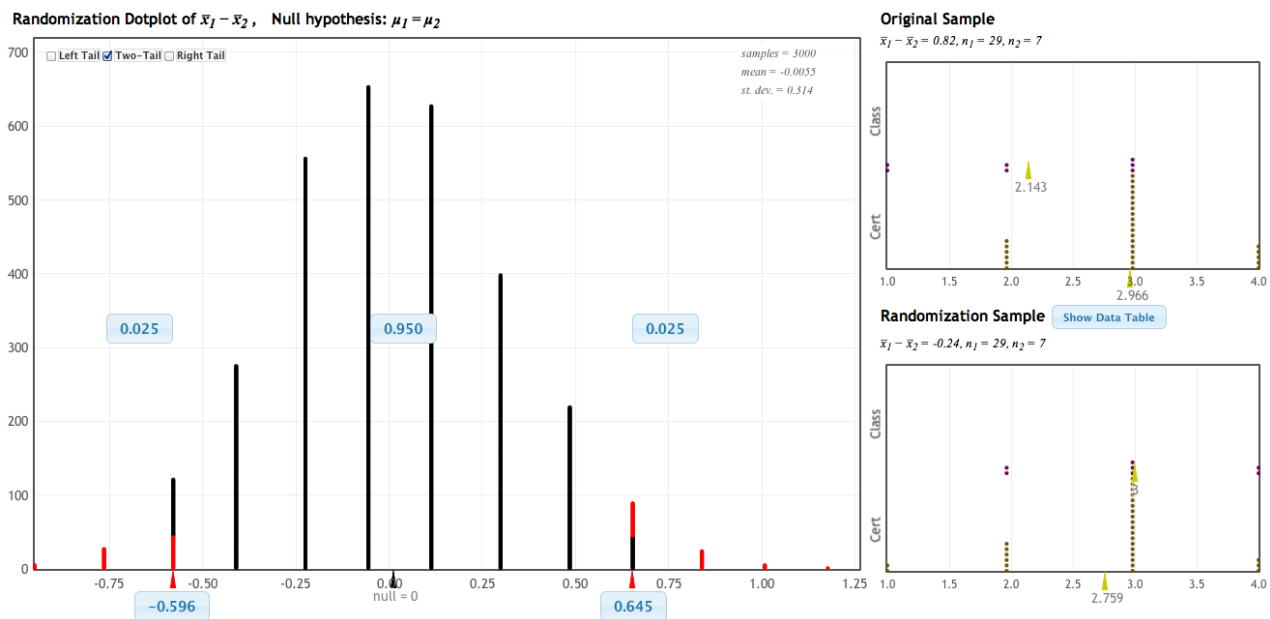 Randomization Dotplot of x̄₁ − x̄₂ ,   Null hypothesis: μ₁ = μ₂
Left Tail Two-Tail Right Tail
samples = 3000
mean = -0.0055
st. dev. = 0.314
700
600
500
400
300
200
100
0
0.025
0.950
0.025
-0.75 -0.50 -0.25 0.00 0.25 0.50 0.75 1.00 1.25
null = 0
-0.596
0.645
Original Sample
x̄₁ − x̄₂ = 0.82, n₁ = 29, n₂ = 7
Class
2.143
Cert
1.0 1.5 2.0 2.5 3.0 3.5 4.0
2.966
Randomization Sample
Show Data Table
x̄₁ − x̄₂ = -0.24, n₁ = 29, n₂ = 7
Class
3
Cert
1.0 1.5 2.0 2.5 3.0 3.5 4.0
2.759